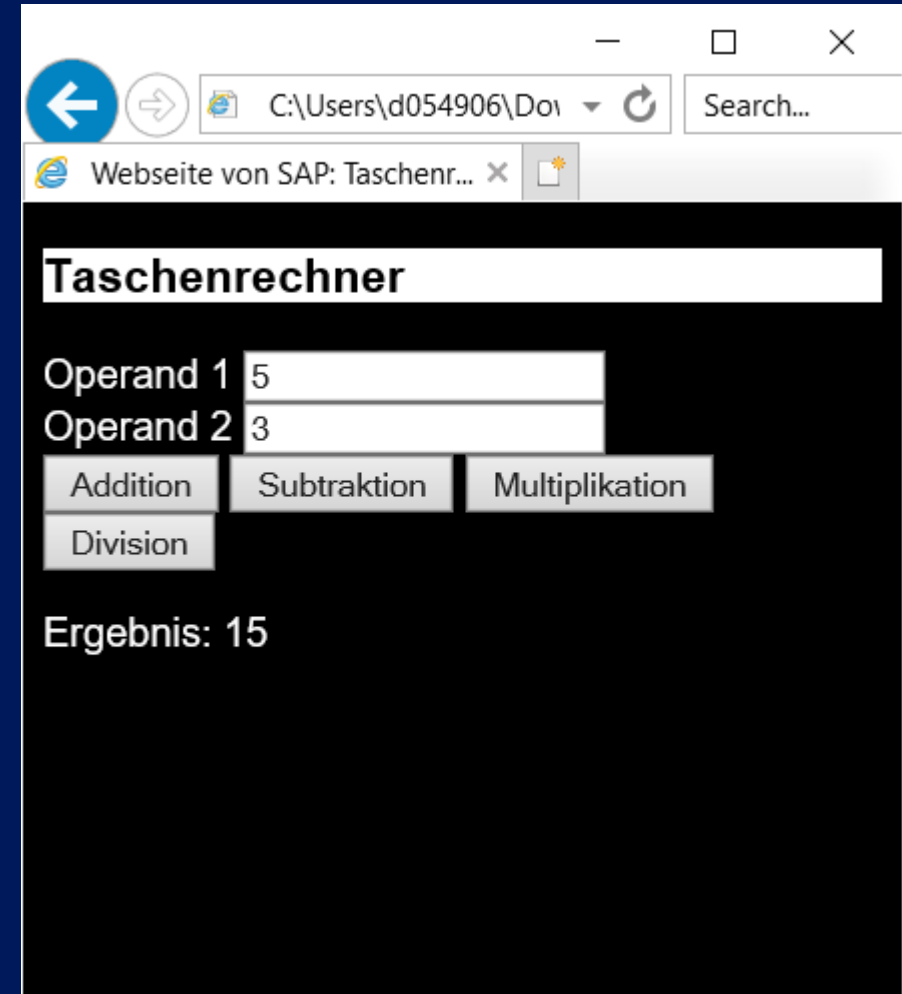 C:\Users\d054906\Dov Search...
Webseite von SAP: Taschenr...
Taschenrechner
Operand 1 5
Operand 2 3
Addition Subtraktion Multiplikation
Division
Ergebnis: 15